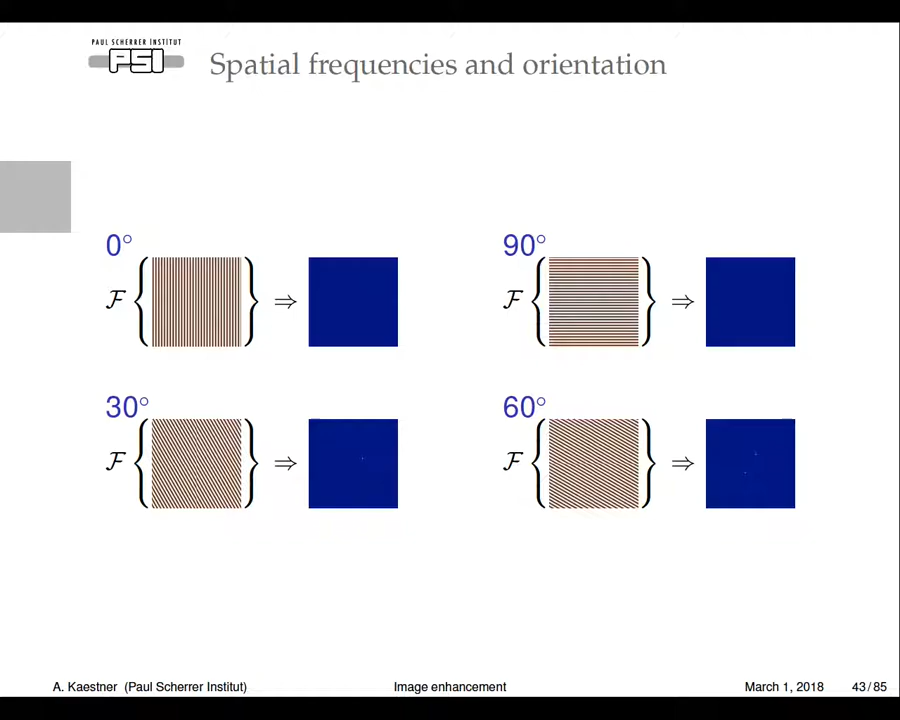 PAUL SCHERRER INSTITUT
PSI
Spatial frequencies and orientation
0°
90°
ℱ { } ⇒
ℱ { } ⇒
30°
60°
ℱ { } ⇒
ℱ { } ⇒
A. Kaestner (Paul Scherrer Institut) Image enhancement March 1, 2018 43 / 85